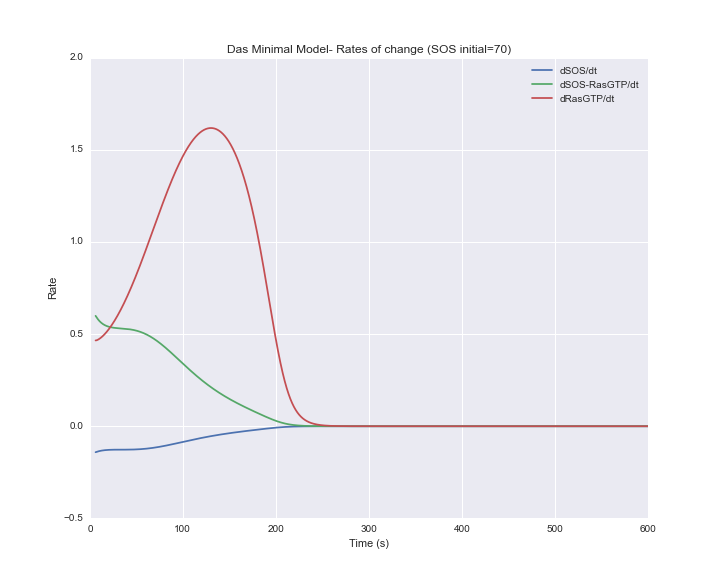 Das Minimal Model- Rates of change (SOS initial=70)
2.0
dSOS/dt
dSOS-RasGTP/dt
dRasGTP/dt
1.5
1.0
Rate
0.5
0.0
−0.5
0 100 200 300 400 500 600
Time (s)